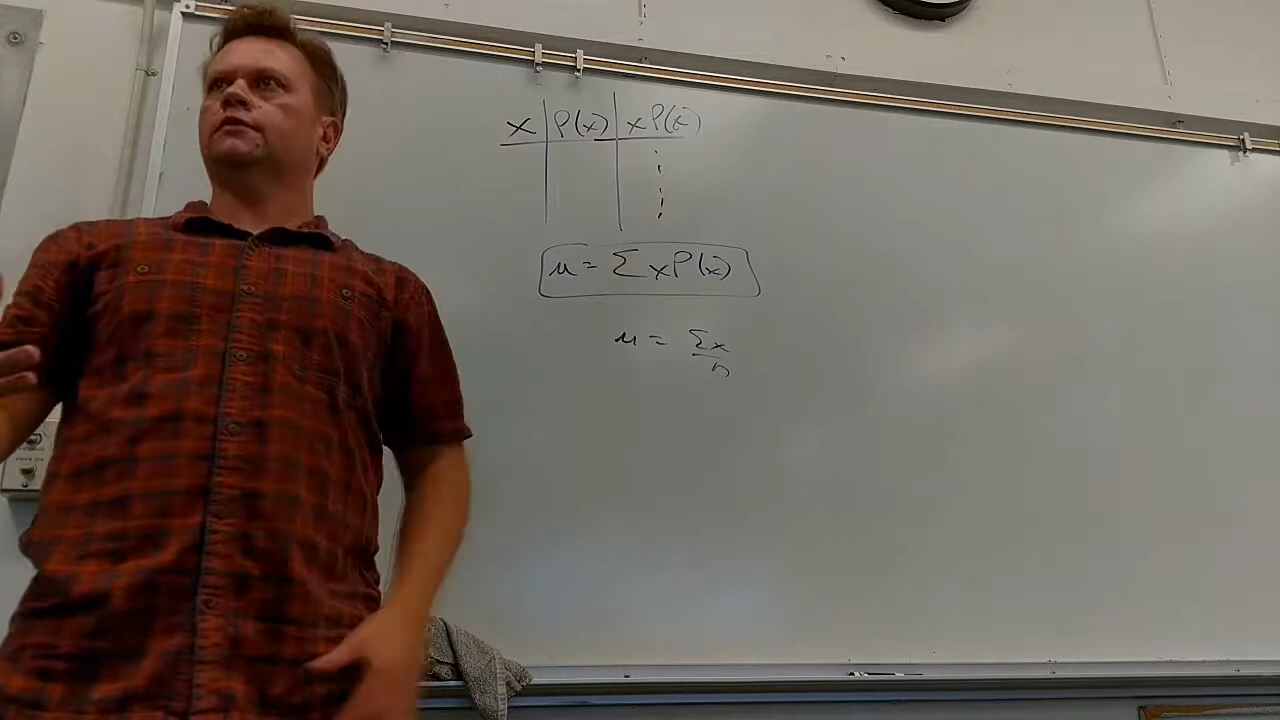 x P(x) xP(x)
μ = ΣxP(x)
μ = Σx/n